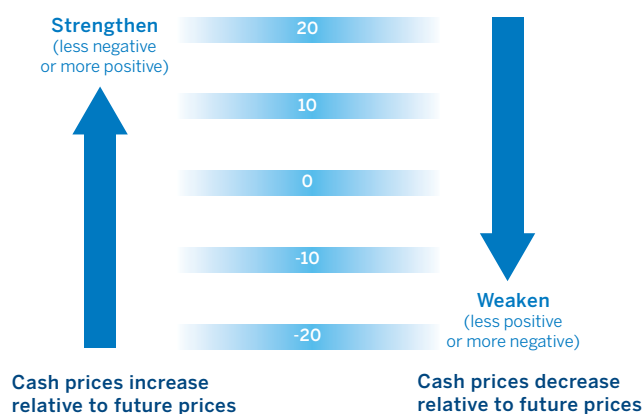 Strengthen
(less negative
or more positive)
20
10
0
-10
-20
Weaken
(less positive
or more negative)
Cash prices increase
relative to future prices
Cash prices decrease
relative to future prices